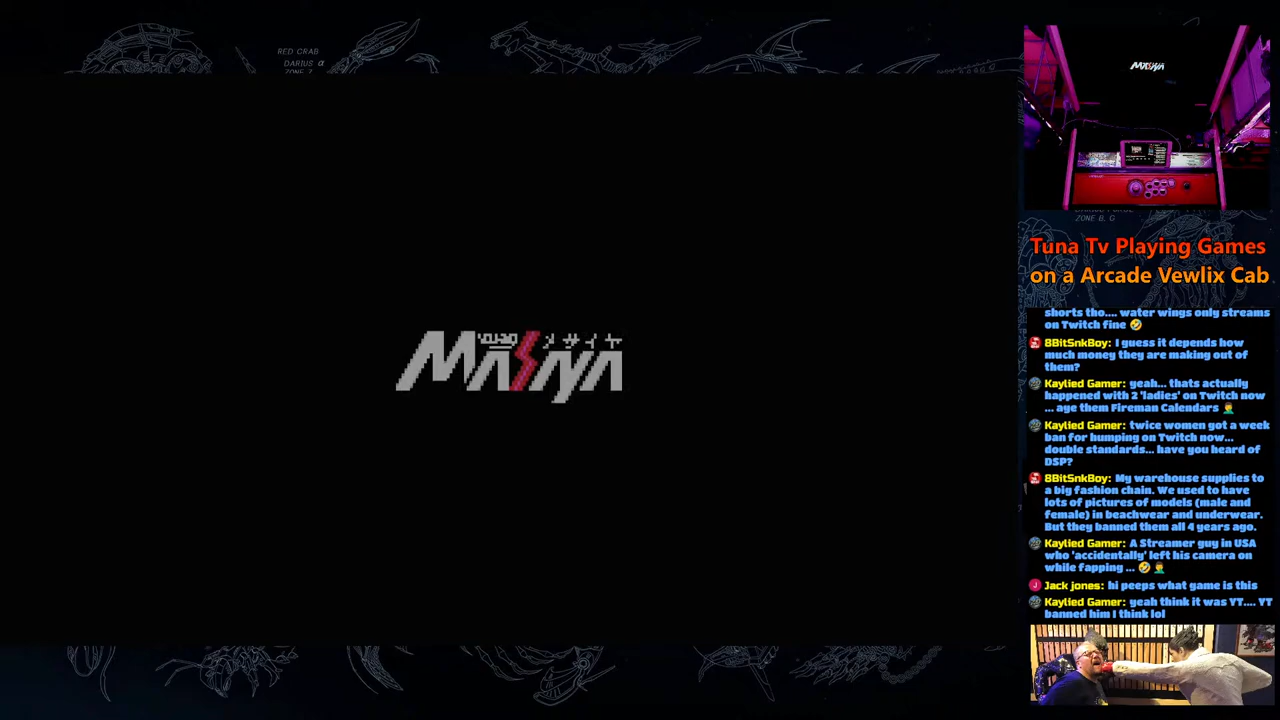 RED CRAB
DARIUS α
ZONE Z
MASAYA
メサイヤ
ZONE B. C
Tuna Tv Playing Games
on a Arcade Vewlix Cab
shorts tho.... water wings only streams
on Twitch fine 🤣
8BitSnkBoy: I guess it depends how
much money they are making out of
them?
Kaylied Gamer: yeah... thats actually
happened with 2 'ladies' on Twitch now
... aye them Fireman Calendars 🤦‍♂️
Kaylied Gamer: twice women got a week
ban for humping on Twitch now...
double standards... have you heard of
DSP?
8BitSnkBoy: My warehouse supplies to
a big fashion chain. We used to have
lots of pictures of models (male and
female) in beachwear and underwear.
But they banned them all 4 years ago.
Kaylied Gamer: A Streamer guy in USA
who 'accidentally' left his camera on
while fapping ... 🤣 🤦‍♂️
Jack jones: hi peeps what game is this
Kaylied Gamer: yeah think it was YT.... YT
banned him I think lol